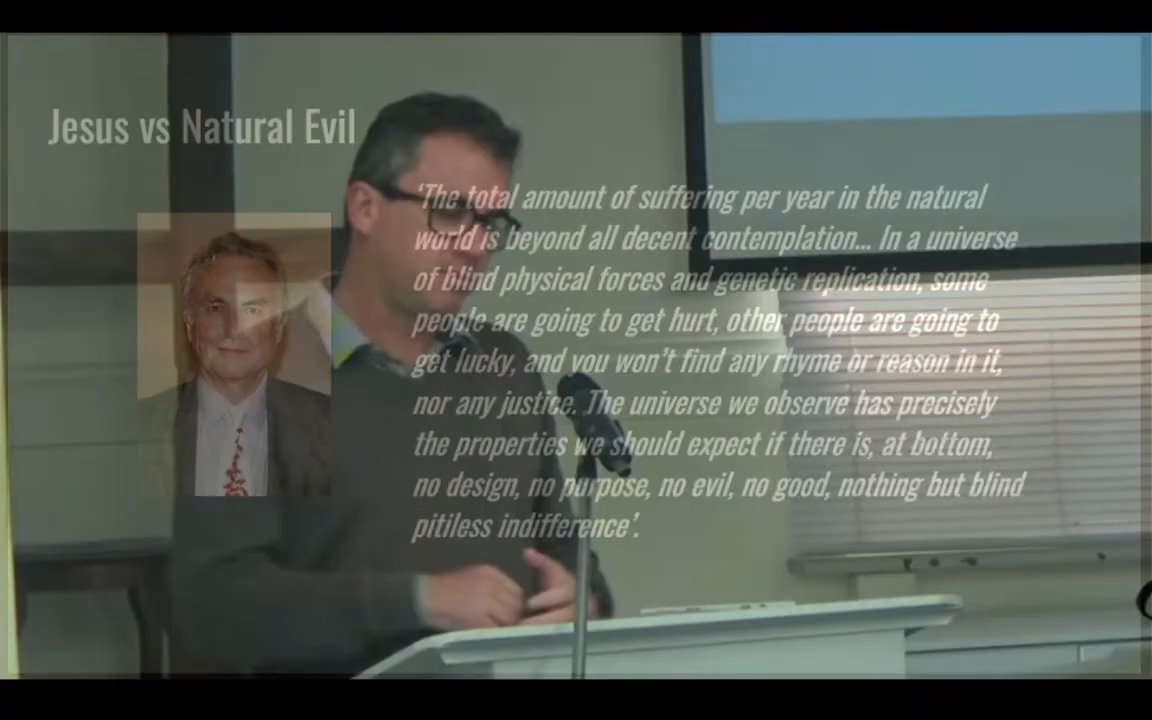 Jesus vs Natural Evil
‘The total amount of suffering per year in the natural
world is beyond all decent contemplation... In a universe
of blind physical forces and genetic replication, some
people are going to get hurt, other people are going to
get lucky, and you won’t find any rhyme or reason in it,
nor any justice. The universe we observe has precisely
the properties we should expect if there is, at bottom,
no design, no purpose, no evil, no good, nothing but blind
pitiless indifference’.